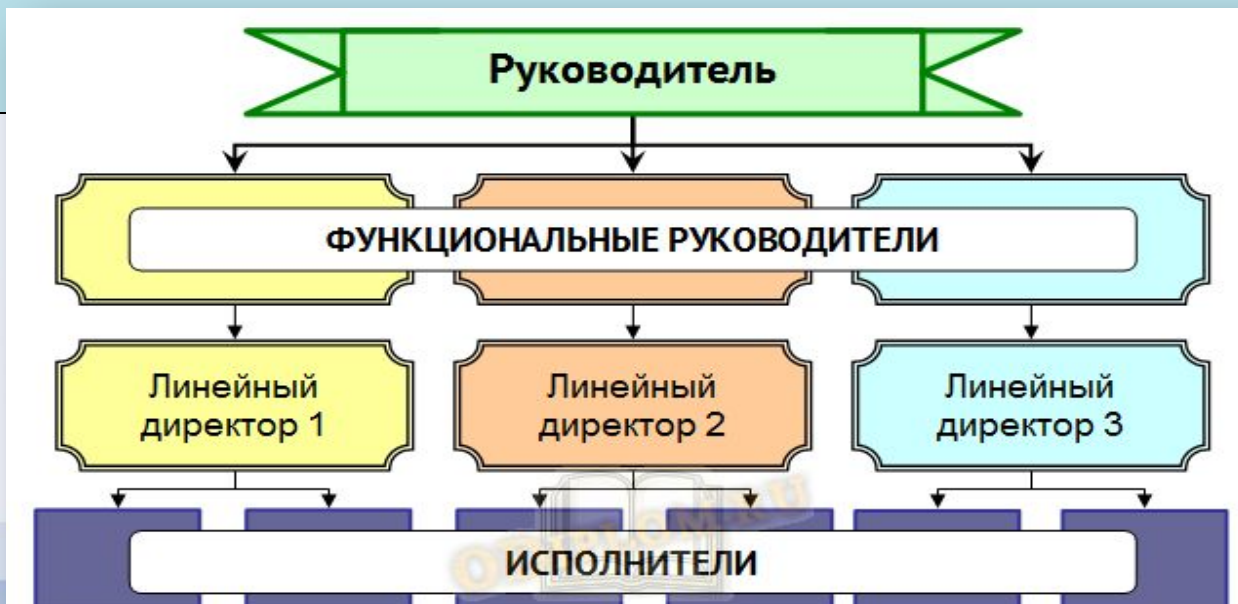 Руководитель
ФУНКЦИОНАЛЬНЫЕ РУКОВОДИТЕЛИ
Линейный
директор 1
Линейный
директор 2
Линейный
директор 3
ИСПОЛНИТЕЛИ